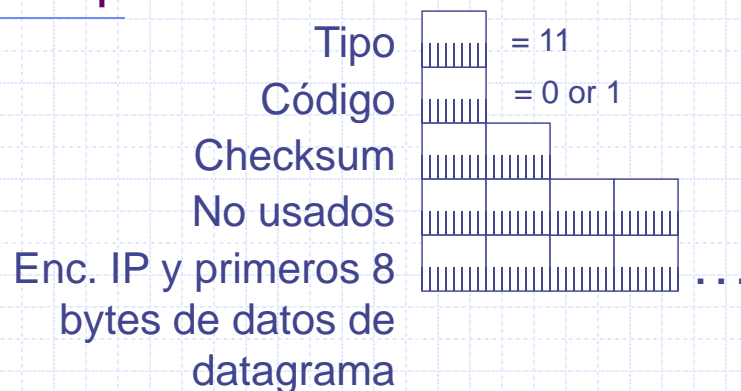 Tipo = 11
Código = 0 or 1
Checksum
No usados
Enc. IP y primeros 8 ...
bytes de datos de
datagrama